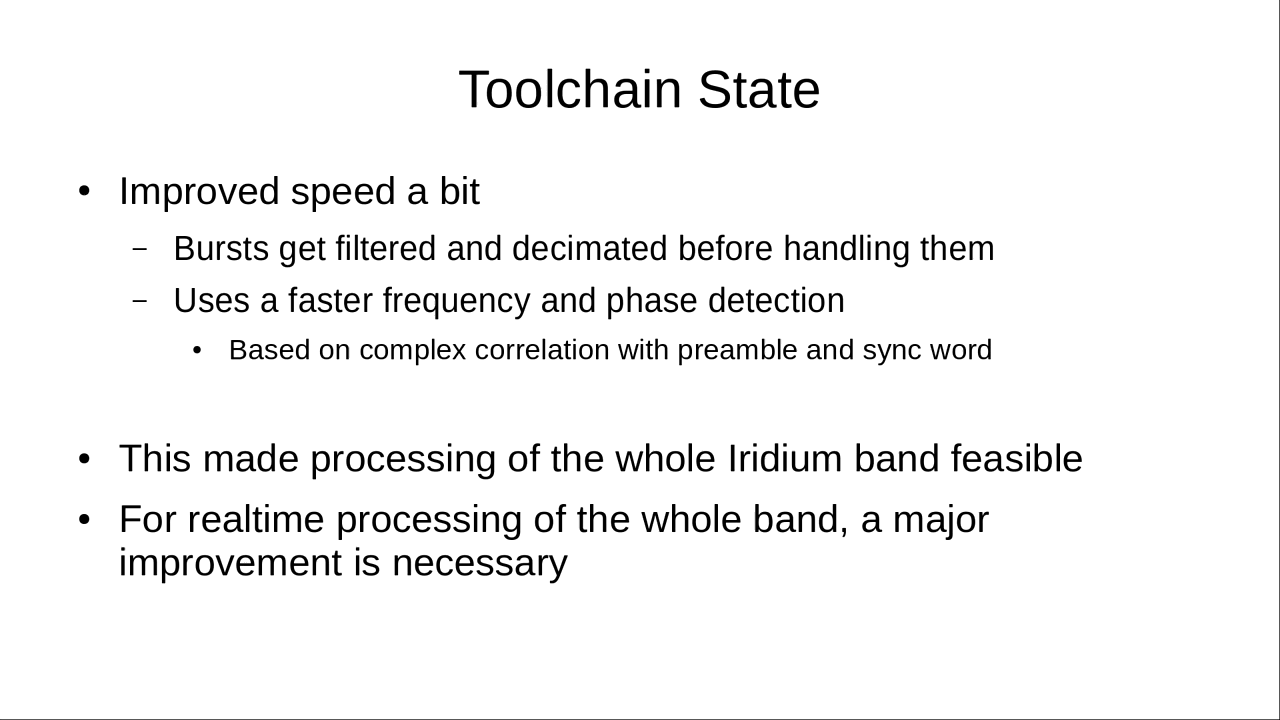 Toolchain State
• Improved speed a bit
– Bursts get filtered and decimated before handling them
– Uses a faster frequency and phase detection
• Based on complex correlation with preamble and sync word
• This made processing of the whole Iridium band feasible
• For realtime processing of the whole band, a major
improvement is necessary